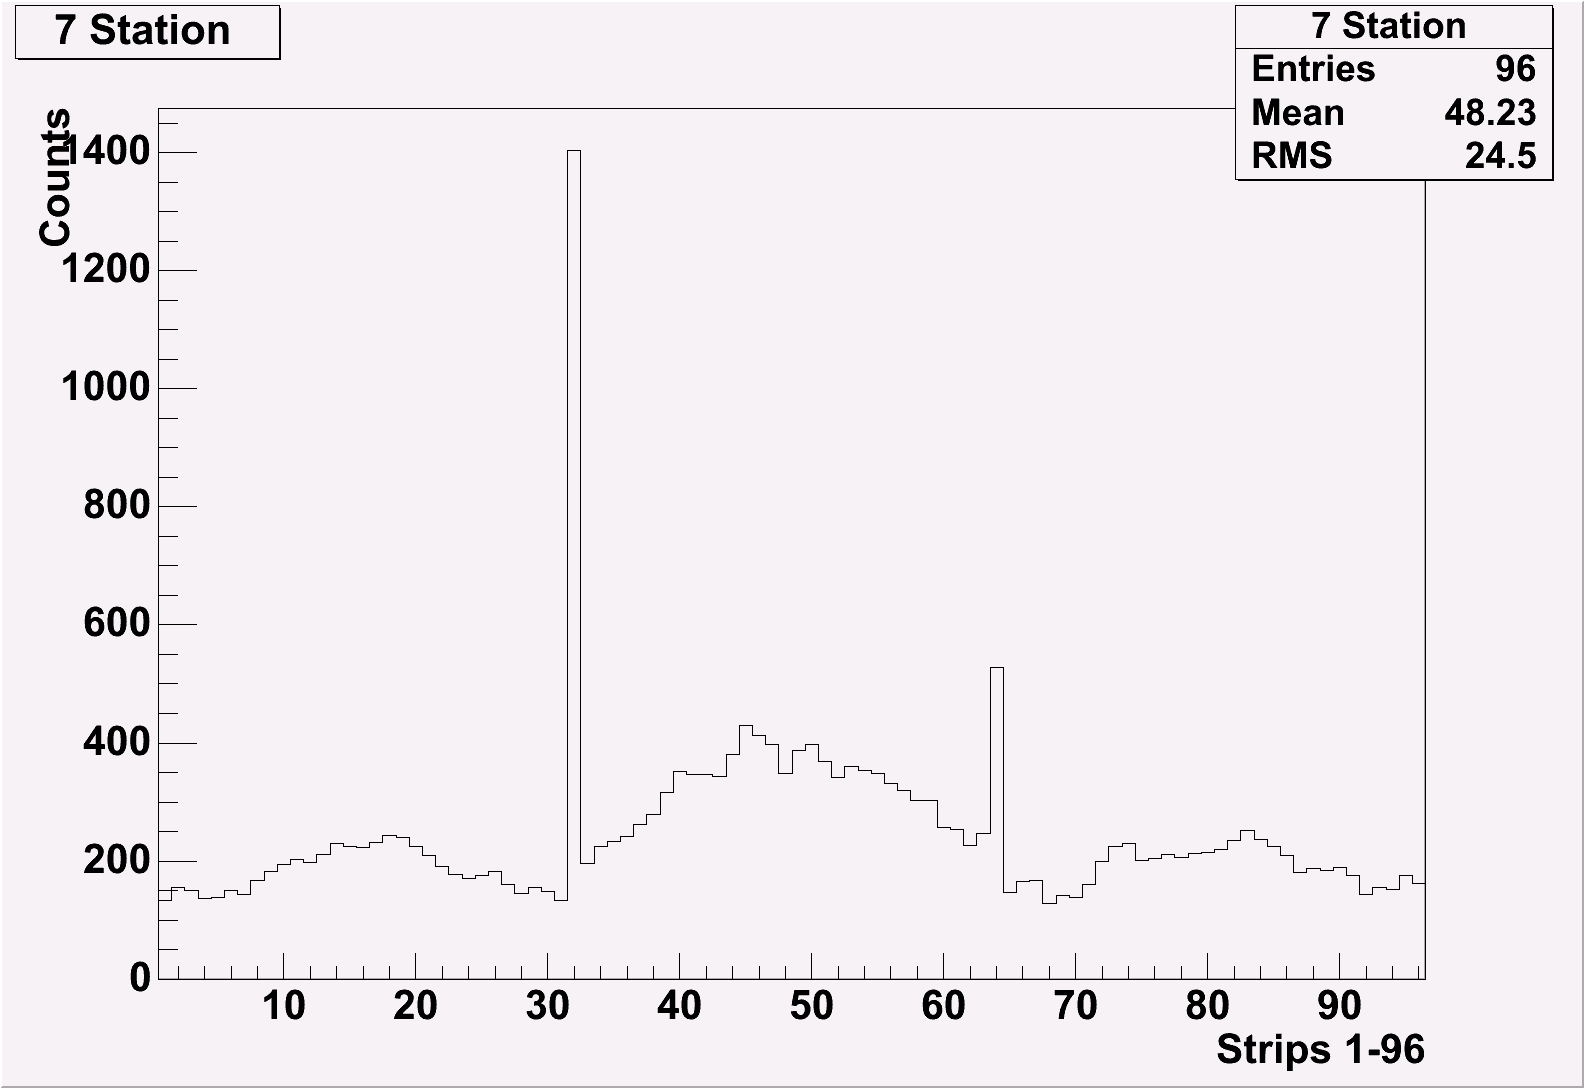 7 Station
7 Station
Entries 96
Mean 48.23
RMS 24.5
Counts
1400
1200
1000
800
600
400
200
0
10 20 30 40 50 60 70 80 90
Strips 1-96